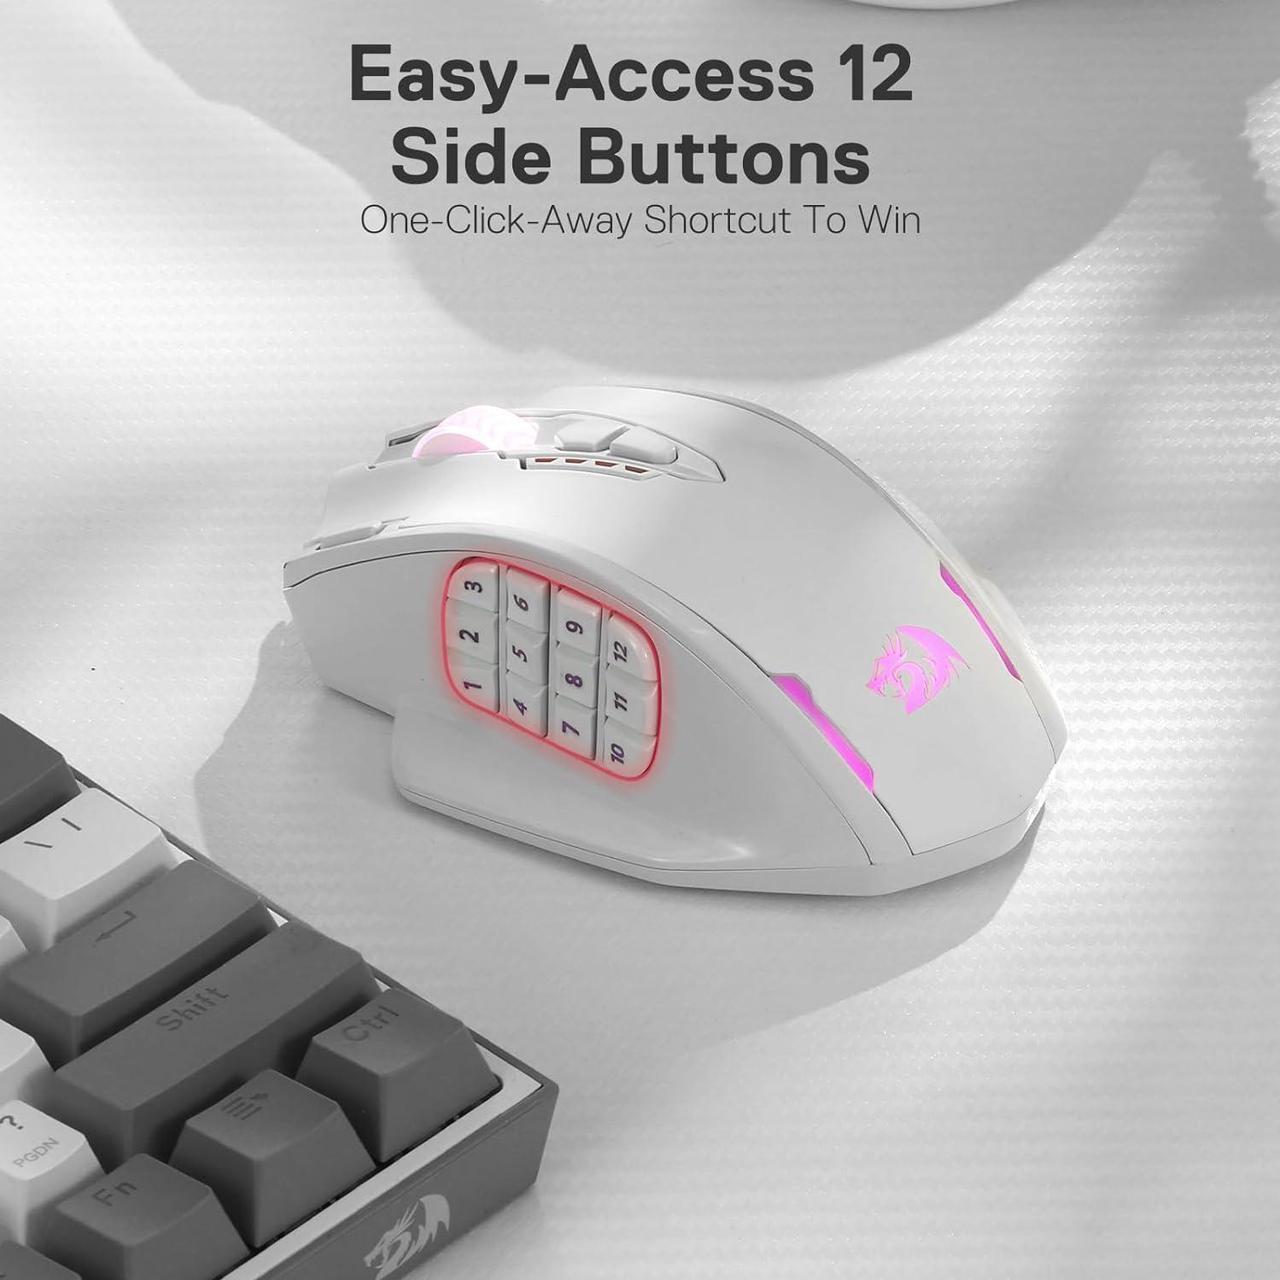 Easy-Access 12
Side Buttons
One-Click-Away Shortcut To Win
3 6 9 12
2 5 8 11
1 4 7 10
\ |
Shift
Ctrl
?
PGDN
Fn